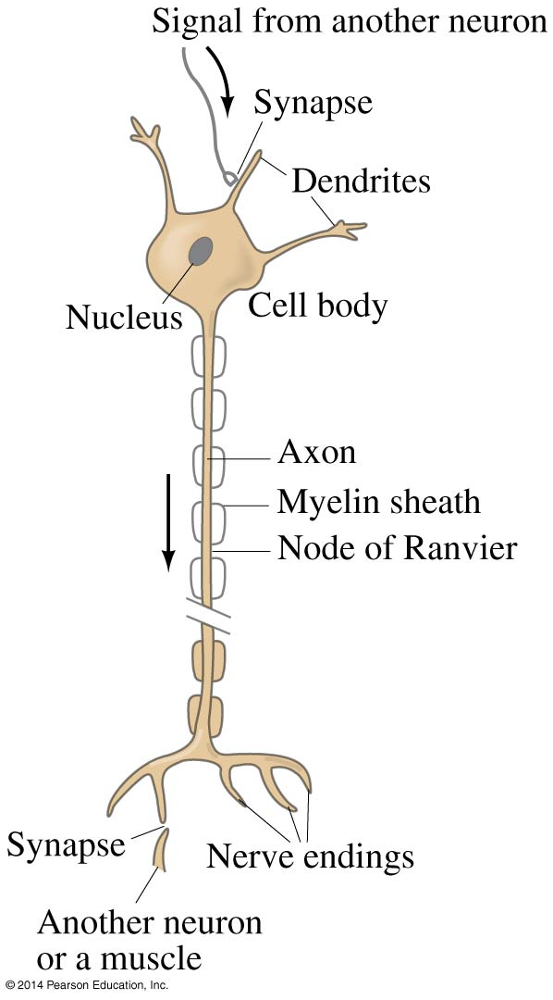 Signal from another neuron
Synapse
Dendrites
Nucleus
Cell body
Axon
Myelin sheath
Node of Ranvier
Synapse
Nerve endings
Another neuron
or a muscle
© 2014 Pearson Education, Inc.